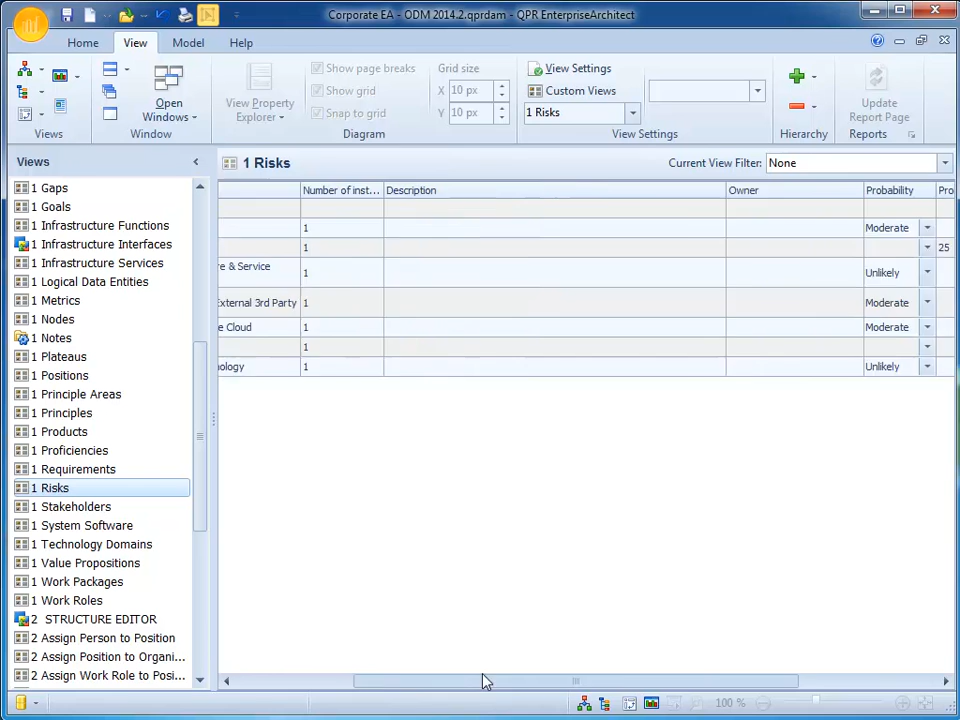 Corporate EA - ODM 2014.2.qprdam - QPR EnterpriseArchitect
Home
View
Model
Help
Views
Open
Windows
Window
View Property
Explorer
Show page breaks
Show grid
Snap to grid
Diagram
Grid size
X 10 px
Y 10 px
View Settings
Custom Views
1 Risks
View Settings
Hierarchy
Update
Report Page
Reports
Views
1 Risks
Current View Filter: None
1 Gaps
1 Goals
1 Infrastructure Functions
1 Infrastructure Interfaces
1 Infrastructure Services
1 Logical Data Entities
1 Metrics
1 Nodes
1 Notes
1 Plateaus
1 Positions
1 Principle Areas
1 Principles
1 Products
1 Proficiencies
1 Requirements
1 Risks
1 Stakeholders
1 System Software
1 Technology Domains
1 Value Propositions
1 Work Packages
1 Work Roles
2 STRUCTURE EDITOR
2 Assign Person to Position
2 Assign Position to Organi...
2 Assign Work Role to Posi...
Number of inst... Description Owner Probability Pro
1 Moderate
1 25
re & Service 1 Unlikely
External 3rd Party 1 Moderate
e Cloud 1 Moderate
1
ology 1 Unlikely
100 %